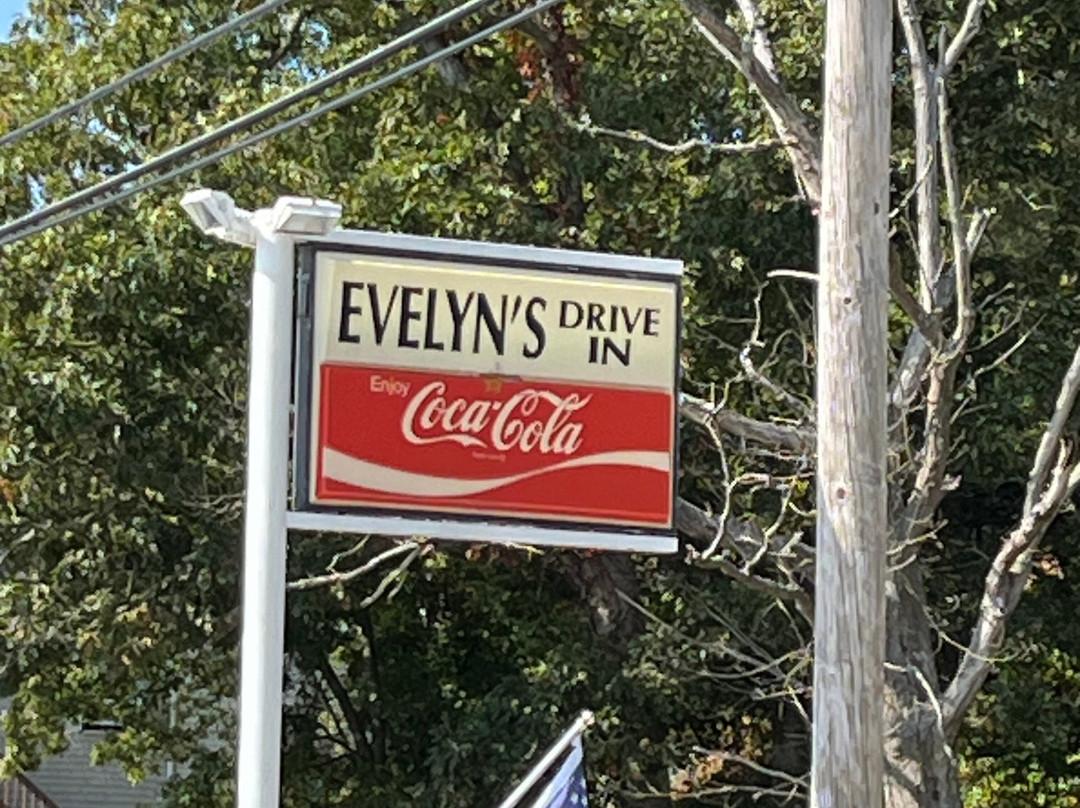 EVELYN'S DRIVE
IN
Enjoy
Coca-Cola